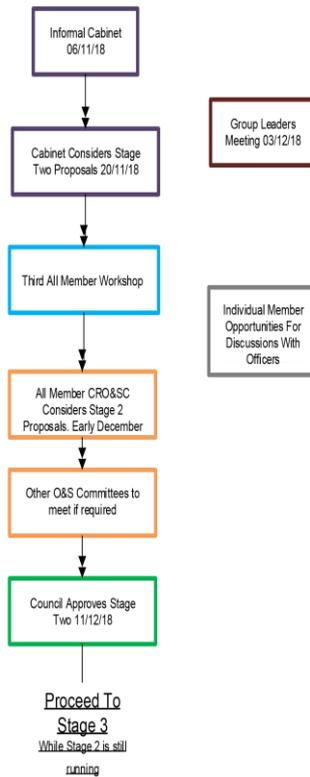 Informal Cabinet
06/11/18
Cabinet Considers Stage
Two Proposals 20/11/18
Group Leaders
Meeting 03/12/18
Third All Member Workshop
Individual Member
Opportunities For
Discussions With
Officers
All Member CRO&SC
Considers Stage 2
Proposals. Early December
Other O&S Committees to
meet if required
Council Approves Stage
Two 11/12/18
Proceed To
Stage 3
While Stage 2 is still
running